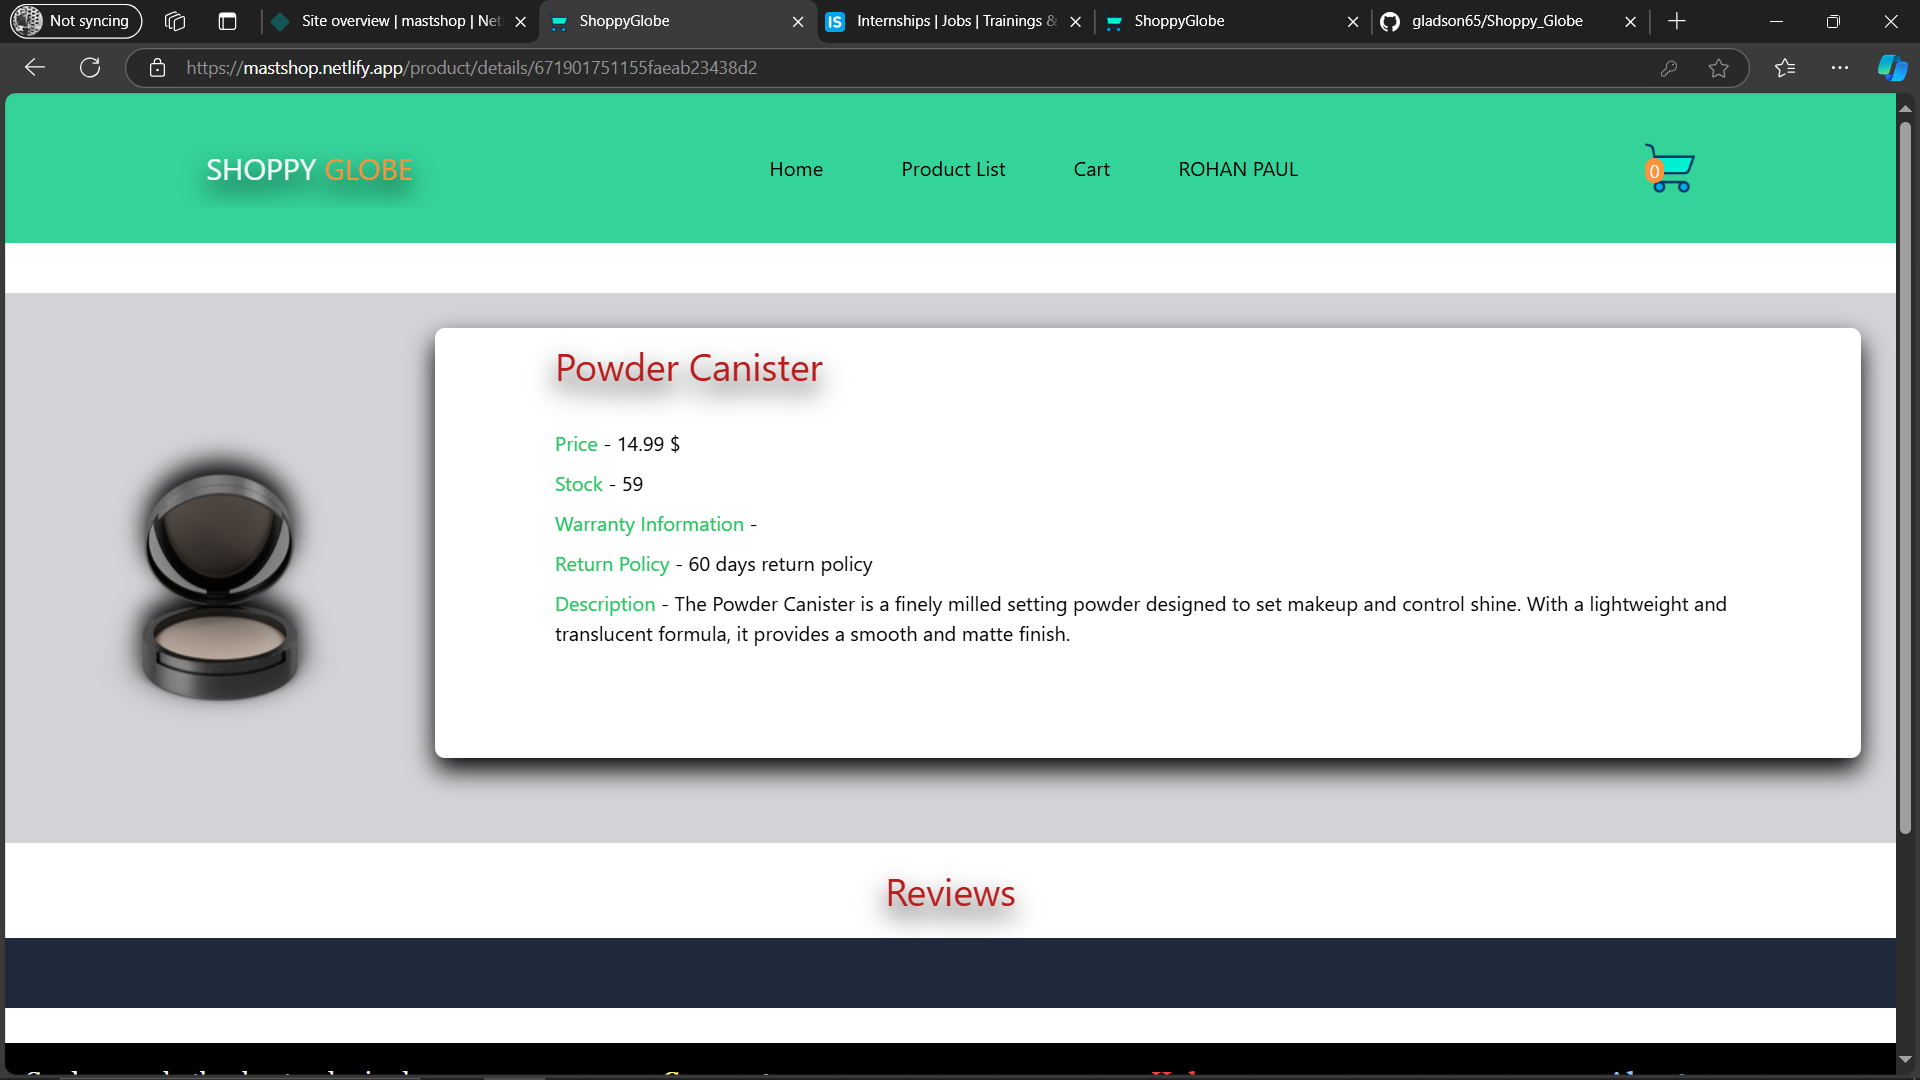 Not syncing
Site overview | mastshop | Net
ShoppyGlobe
IS
Internships | Jobs | Trainings &
ShoppyGlobe
gladson65/Shoppy_Globe
https://mastshop.netlify.app/product/details/671901751155faeab23438d2
SHOPPY GLOBE
Home
Product List
Cart
ROHAN PAUL
0
Powder Canister
Price - 14.99 $
Stock - 59
Warranty Information -
Return Policy - 60 days return policy
Description - The Powder Canister is a finely milled setting powder designed to set makeup and control shine. With a lightweight and
translucent formula, it provides a smooth and matte finish.
Reviews